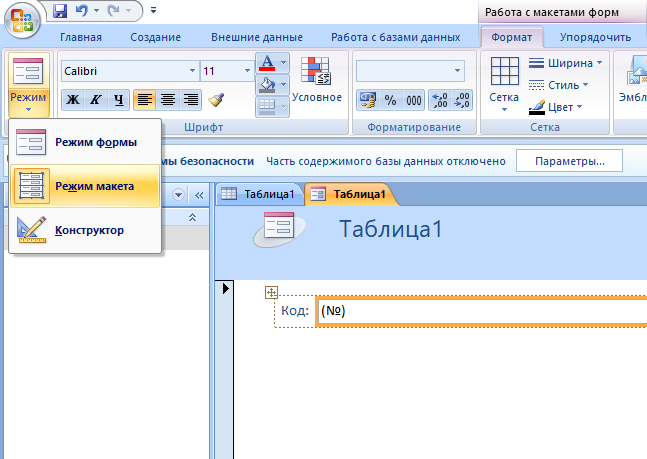 Работа с макетами форм
Главная Создание Внешние данные Работа с базами данных Формат Упорядочить
Режим
Calibri 11
Ж К Ч
А
Условное
% 000
,00 ,0
Сетка
Ширина
Стиль
Цвет
Эмбл
Шрифт Форматирование Сетка
Режим формы
Режим макета
Конструктор
мы безопасности Часть содержимого базы данных отключено Параметры...
Таблица1 Таблица1
Таблица1
Код: (№)